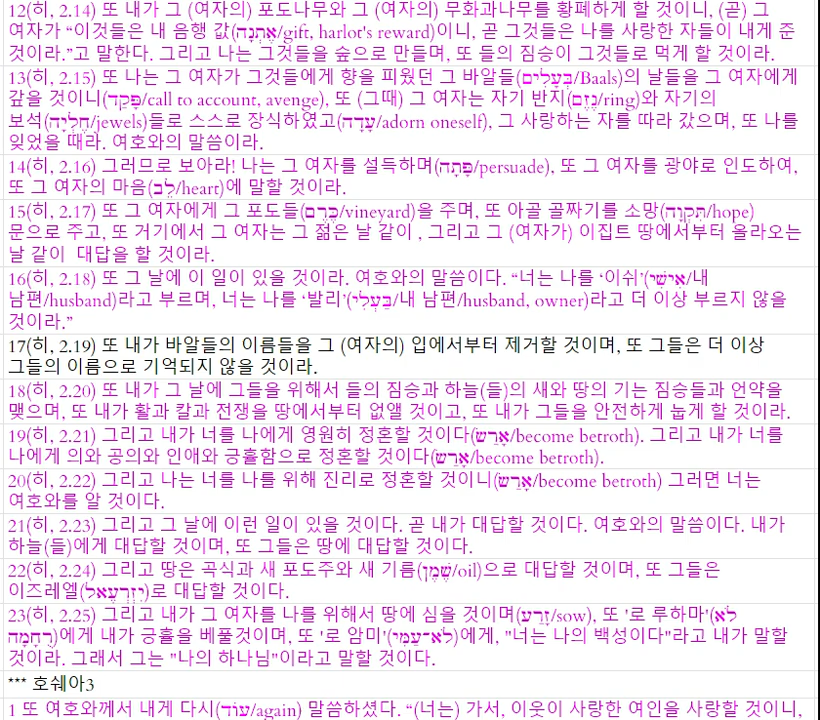 12(히, 2.14) 또 내가 그 (여자의) 포도나무와 그 (여자의) 무화과나무를 황폐하게 할 것이니, (곧) 그
여자가 “이것들은 내 음행 값(אֶתְנָה/gift, harlot's reward)이니, 곧 그것들은 나를 사랑한 자들이 내게 준
것이라.”고 말한다. 그리고 나는 그것들을 숲으로 만들며, 또 들의 짐승이 그것들로 먹게 할 것이라.
13(히, 2.15) 또 나는 그 여자가 그것들에게 향을 피웠던 그 바알들(בְּעָלִים/Baals)의 날들을 그 여자에게
갚을 것이니(פָּקַד/call to account, avenge), 또 (그때) 그 여자는 자기 반지(נֶזֶם/ring)와 자기의
보석(חֶלְיָה/jewels)들로 스스로 장식하였고(עָדָה/adorn oneself), 그 사랑하는 자를 따라 갔으며, 또 나를
잊었을 때라. 여호와의 말씀이라.
14(히, 2.16) 그러므로 보아라! 나는 그 여자를 설득하며(פָּתָה/persuade), 또 그 여자를 광야로 인도하여,
또 그 여자의 마음(לֵב/heart)에 말할 것이라.
15(히, 2.17) 또 그 여자에게 그 포도들(כֶּרֶם/vineyard)을 주며, 또 아골 골짜기를 소망(תִּקְוָה/hope)
문으로 주고, 또 거기에서 그 여자는 그 젊은 날 같이 , 그리고 그 (여자가) 이집트 땅에서부터 올라오는
날 같이 대답을 할 것이라.
16(히, 2.18) 또 그 날에 이 일이 있을 것이라. 여호와의 말씀이다. “너는 나를 ‘이쉬’(אִישִׁי/내
남편/husband)라고 부르며, 너는 나를 ‘발리’(בַּעְלִי/내 남편/husband, owner)라고 더 이상 부르지 않을
것이라.”
17(히, 2.19) 또 내가 바알들의 이름들을 그 (여자의) 입에서부터 제거할 것이며, 또 그들은 더 이상
그들의 이름으로 기억되지 않을 것이라.
18(히, 2.20) 또 내가 그 날에 그들을 위해서 들의 짐승과 하늘(들)의 새와 땅의 기는 짐승들과 언약을
맺으며, 또 내가 활과 칼과 전쟁을 땅에서부터 없앨 것이고, 또 내가 그들을 안전하게 눕게 할 것이라.
19(히, 2.21) 그리고 내가 너를 나에게 영원히 정혼할 것이다(אָרַשׂ/become betroth). 그리고 내가 너를
나에게 의와 공의와 인애와 긍휼함으로 정혼할 것이다(אָרַשׂ/become betroth).
20(히, 2.22) 그리고 나는 너를 나를 위해 진리로 정혼할 것이니(אָרַשׂ/become betroth) 그러면 너는
여호와를 알 것이다.
21(히, 2.23) 그리고 그 날에 이런 일이 있을 것이다. 곧 내가 대답할 것이다. 여호와의 말씀이다. 내가
하늘(들)에게 대답할 것이며, 또 그들은 땅에 대답할 것이다.
22(히, 2.24) 그리고 땅은 곡식과 새 포도주와 새 기름(שֶׁמֶן/oil)으로 대답할 것이며, 또 그들은
이즈레엘(יִזְרְעֶאל)로 대답할 것이다.
23(히, 2.25) 그리고 내가 그 여자를 나를 위해서 땅에 심을 것이며(זָרַע/sow), 또 '로 루하마'(לֹא
רֻחָמָה)에게 내가 긍휼을 베풀것이며, 또 '로 암미'(לֹא־עַמִּי)에게, "너는 나의 백성이다"라고 내가 말할
것이라. 그래서 그는 "나의 하나님"이라고 말할 것이다.
*** 호쉐아3
1 또 여호와께서 내게 다시(עוֹד/again) 말씀하셨다. “(너는) 가서, 이웃이 사랑한 여인을 사랑할 것이니,